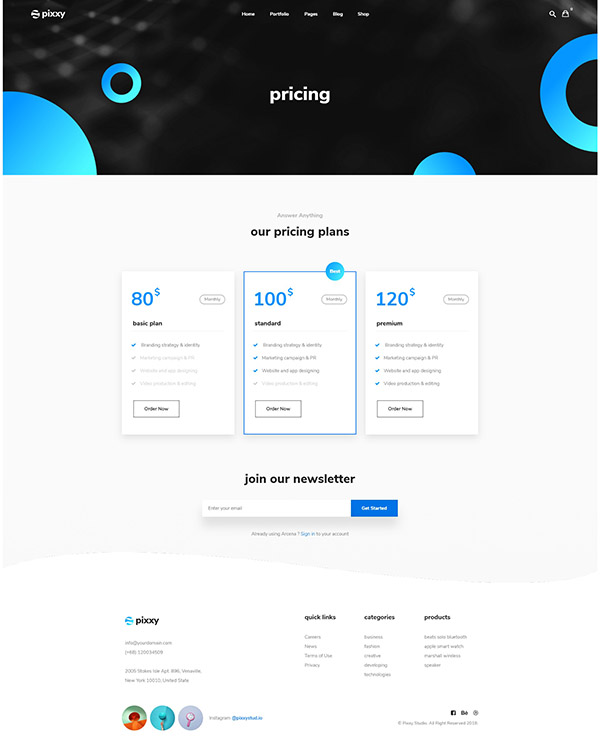 pixxy
Home Portfolio Pages Blog Shop
pricing
Answer Anything
our pricing plans
Best
80$ Monthly
basic plan
Branding strategy & identity
Marketing campaign & PR
Website and app designing
Video production & editing
Order Now
100$ Monthly
standard
Branding strategy & identity
Marketing campaign & PR
Website and app designing
Video production & editing
Order Now
120$ Monthly
premium
Branding strategy & identity
Marketing campaign & PR
Website and app designing
Video production & editing
Order Now
join our newsletter
Enter your email Get Started
Already using Arcena ? Sign in to your account
pixxy
info@yourdomain.com
(+68) 120034509
2005 Stokes Isle Apt. 896, Venaville,
New York 10010, United State
quick links
Careers
News
Terms of Use
Privacy
categories
business
fashion
creative
developing
technologies
products
beats solo bluetooth
apple smart watch
marshall wireless
speaker
Instagram
© Pixxy Studio. All Right Reserved 2018.